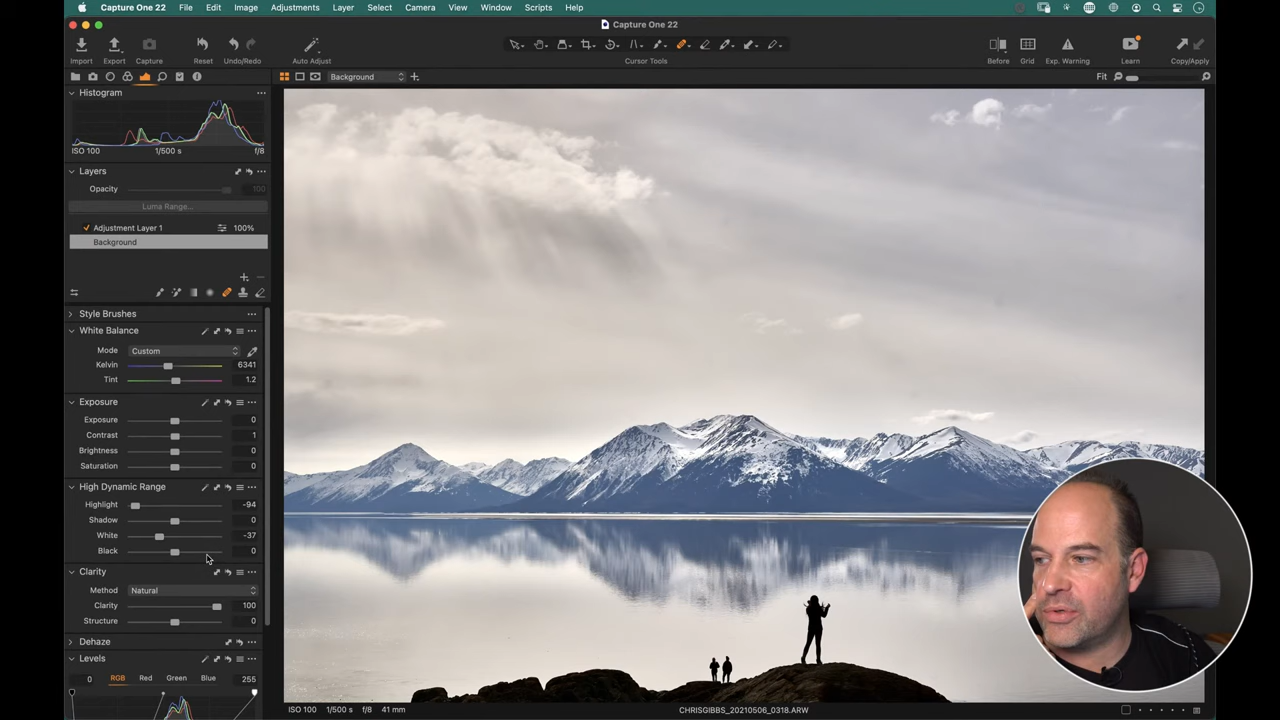 Capture One 22 File Edit Image Adjustments Layer Select Camera View Window Scripts Help
Capture One 22
Import Export Capture Reset Undo/Redo Auto Adjust Cursor Tools Before Grid Exp. Warning Learn Copy/Apply
Background
Fit
Histogram
ISO 100 1/500 s f/8
Layers
Opacity 100
Luma Range...
Adjustment Layer 1 100%
Background
Style Brushes
White Balance
Mode Custom
Kelvin 6341
Tint 1.2
Exposure
Exposure 0
Contrast 1
Brightness 0
Saturation 0
High Dynamic Range
Highlight -94
Shadow 0
White -37
Black 0
Clarity
Method Natural
Clarity 100
Structure 0
Dehaze
Levels
0 RGB Red Green Blue 255
ISO 100 1/500 s f/8 41 mm CHRISGIBBS_20210506_0318.ARW